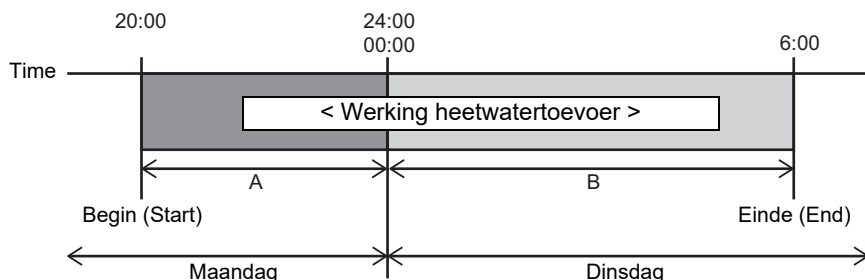 20:00
24:00
00:00
6:00
Time
< Werking heetwatertoevoer >
A
B
Begin (Start)
Einde (End)
Maandag
Dinsdag